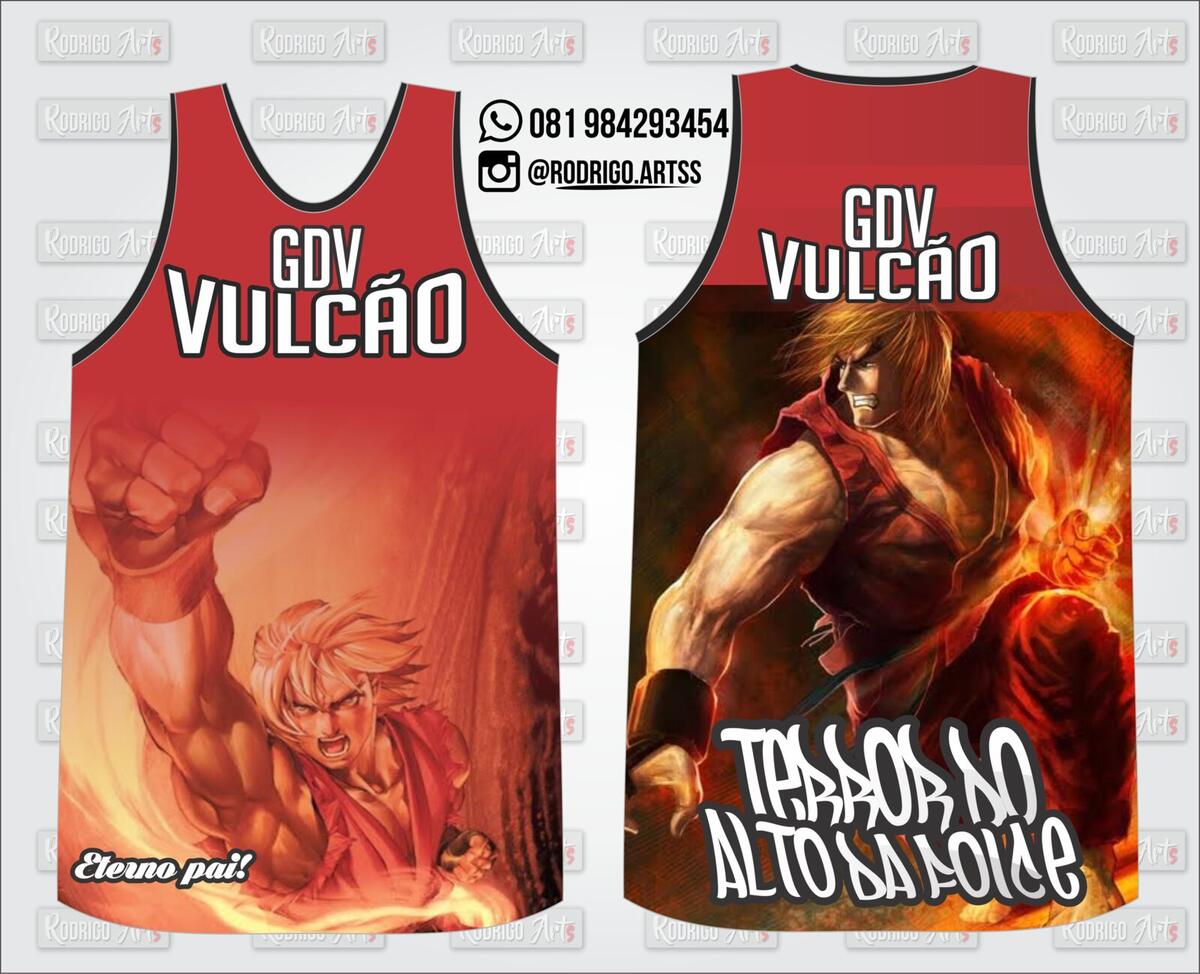 RODRIGO Arts
081 984293454
@RODRIGO.ARTSS
GDV
VULCÃO
Eterno pai!
GDV
VULCÃO
TERROR DO
ALTO DA FOICE